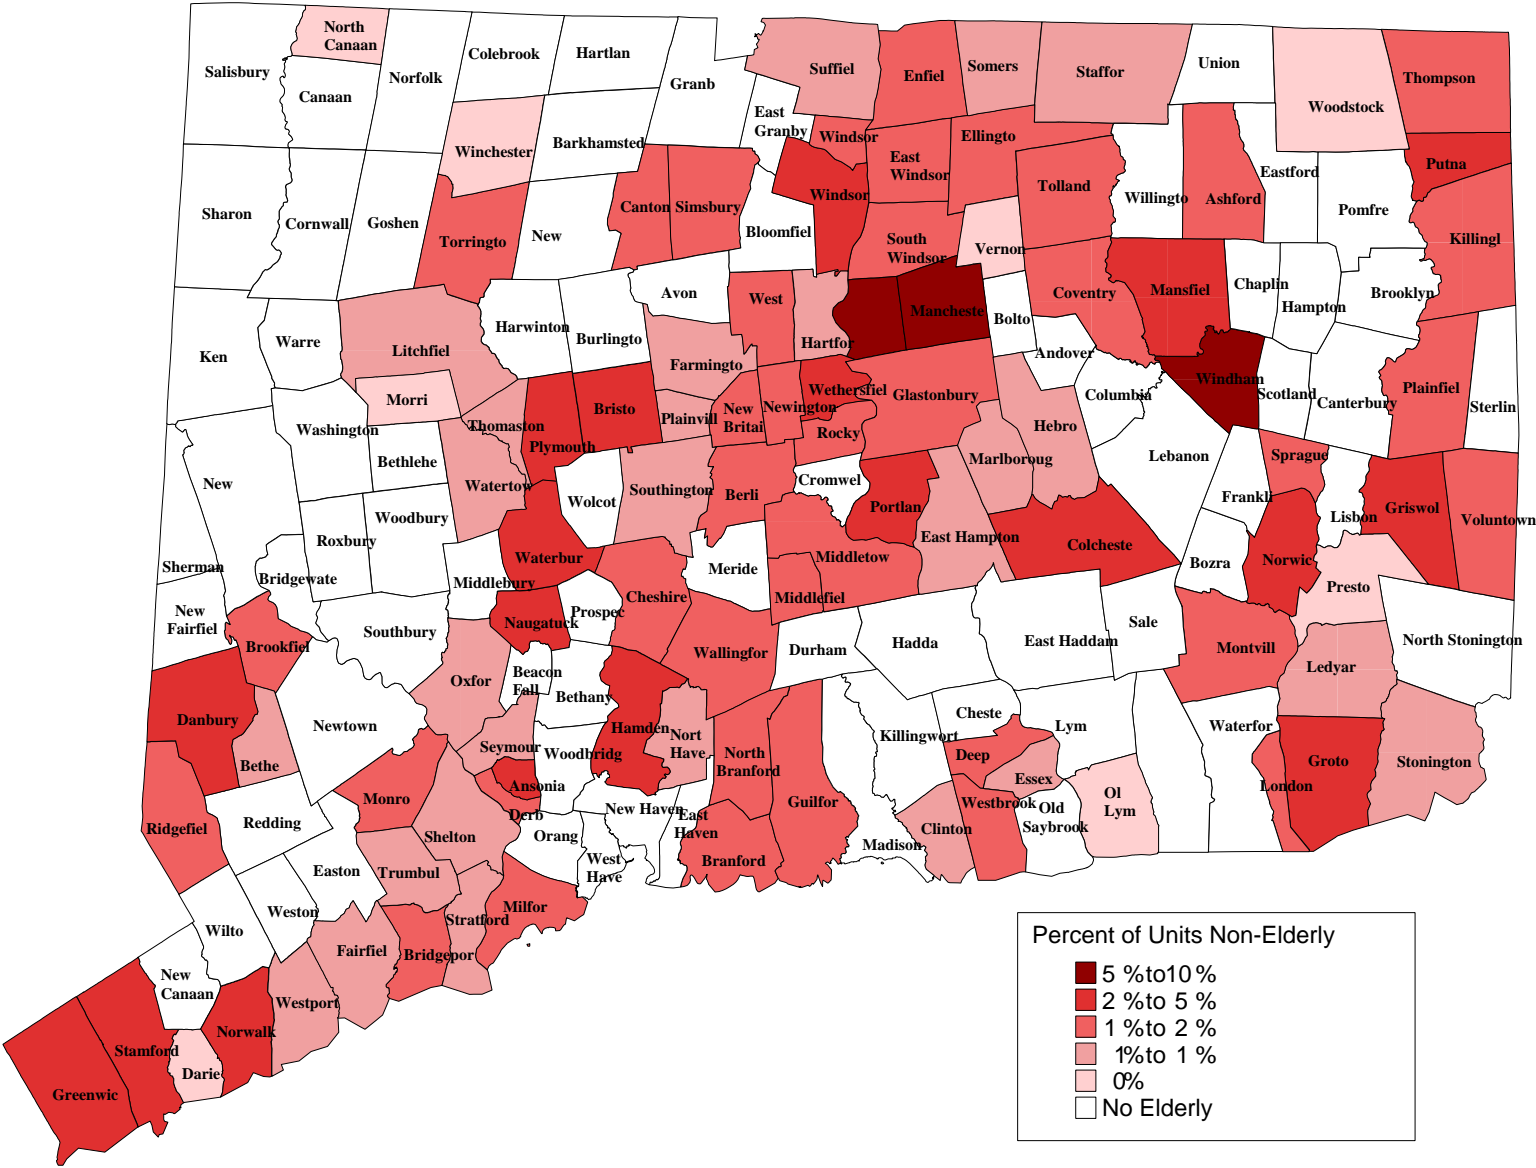 North
Canaan
Colebrook
Hartlan
Salisbury
Norfolk
Canaan
Granb
Suffiel
Enfiel
Somers
Staffor
Union
Woodstock
Thompson
East
Granby
Winchester
Barkhamsted
Windsor
East
Windsor
Ellingto
Windsor
Tolland
Willingto
Ashford
Eastford
Putna
Pomfre
Sharon
Cornwall
Goshen
Torringto
New
Canton
Simsbury
Bloomfiel
South
Windsor
Vernon
Killingl
Avon
West
Hartfor
Mancheste
Bolto
Coventry
Mansfiel
Chaplin
Hampton
Brooklyn
Ken
Warre
Litchfiel
Harwinton
Burlingto
Farmingto
Andover
Windham
Scotland
Canterbury
Plainfiel
Sterlin
Morri
Thomaston
Plymouth
Bristo
Plainvill
New
Britai
Newington
Wethersfiel
Rocky
Glastonbury
Hebro
Columbia
Washington
Bethlehe
Watertow
Wolcot
Southington
Berli
Cromwel
Portlan
Marlboroug
Lebanon
Sprague
Frankli
Lisbon
Griswol
Voluntown
New
Woodbury
Roxbury
Waterbur
Meride
Middletow
East Hampton
Colcheste
Bozra
Norwic
Presto
Sherman
Bridgewate
Middlebury
Naugatuck
Prospec
Cheshire
Middlefiel
New
Fairfiel
Brookfiel
Southbury
Oxfor
Beacon
Fall
Bethany
Wallingfor
Durham
Hadda
East Haddam
Sale
Montvill
Ledyar
North Stonington
Danbury
Newtown
Bethe
Seymour
Woodbridg
Hamden
Nort
Have
North
Branford
Killingwort
Cheste
Lym
Waterfor
Deep
Essex
Groto
Stonington
London
Ridgefiel
Redding
Monro
Ansonia
Derb
Shelton
Orang
New Haven
East
Haven
Guilfor
Branford
Madison
Clinton
Westbrook
Old
Saybrook
Ol
Lym
Easton
Trumbul
West
Have
Milfor
Stratford
Weston
Wilto
Fairfiel
Bridgepor
New
Canaan
Westport
Norwalk
Stamford
Darie
Greenwic
Percent of Units Non-Elderly
5 %to10 %
2 %to 5 %
1 %to 2 %
1%to 1 %
0%
No Elderly